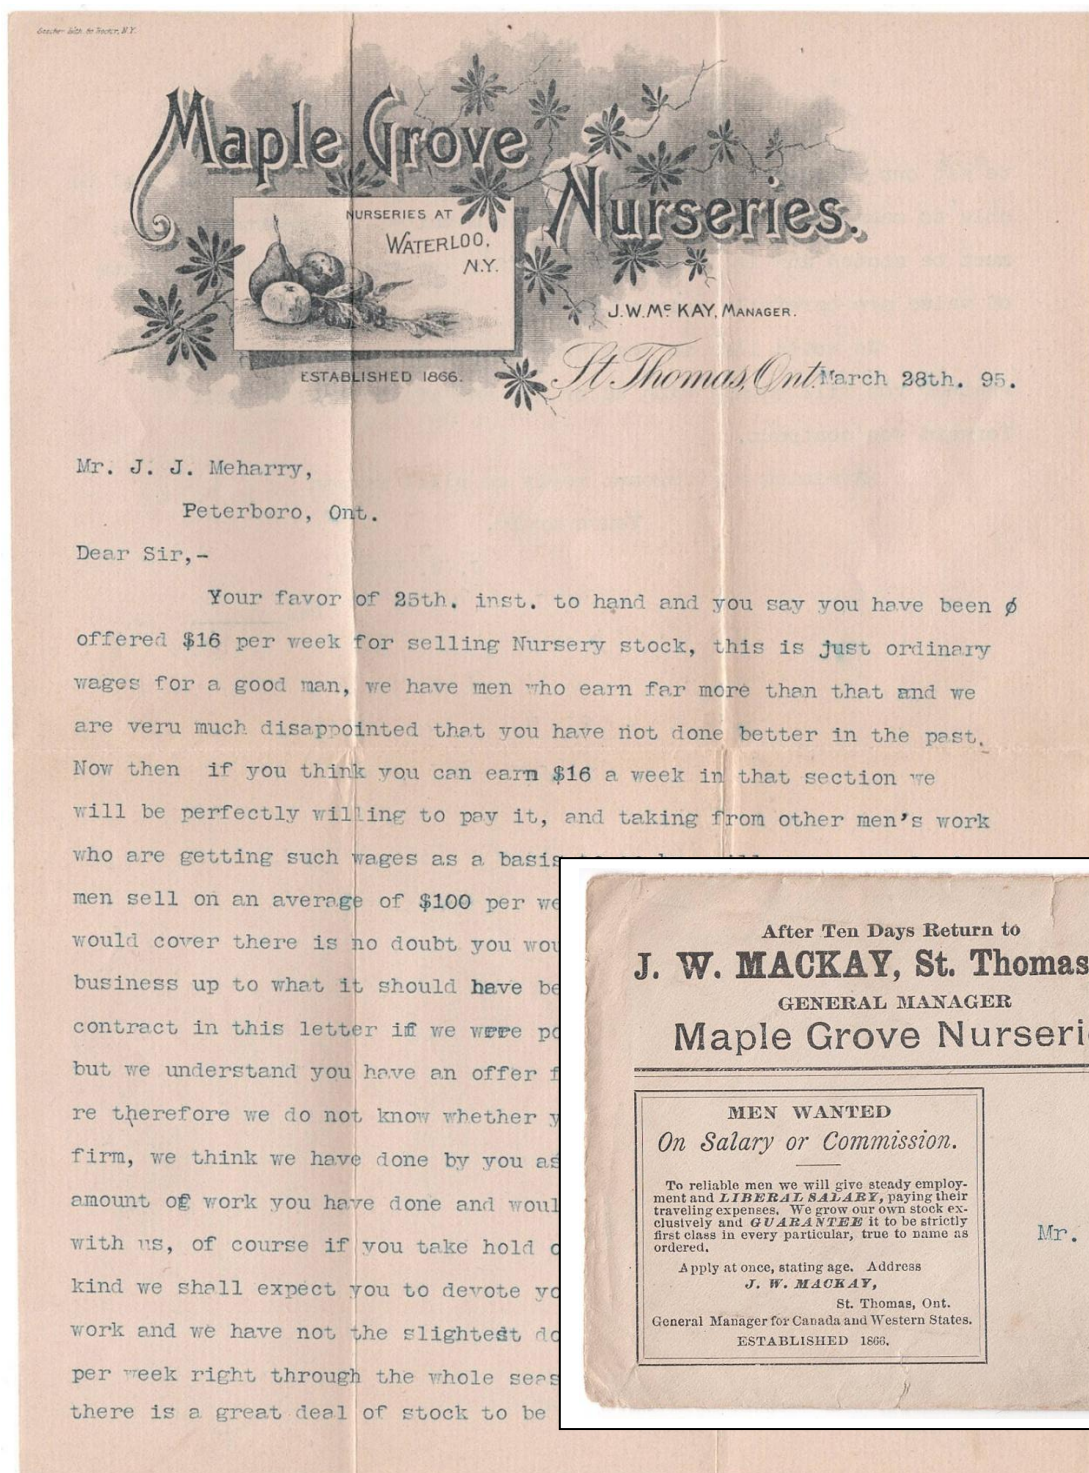 Maple Grove
Nurseries.
NURSERIES AT
WATERLOO,
N.Y.
J.W. Mc KAY, MANAGER.
ESTABLISHED 1866.
St Thomas, Ont. March 28th. 95.
Mr. J. J. Meharry,
Peterboro, Ont.
Dear Sir,-
Your favor of 25th. inst. to hand and you say you have been
offered $16 per week for selling Nursery stock, this is just ordinary
wages for a good man, we have men who earn far more than that and we
are veru much disappointed that you have not done better in the past.
Now then if you think you can earn $16 a week in that section we
will be perfectly willing to pay it, and taking from other men's work
who are getting such wages as a basis
men sell on an average of $100 per we
would cover there is no doubt you wou
business up to what it should have be
contract in this letter if we were po
but we understand you have an offer f
re therefore we do not know whether y
firm, we think we have done by you as
amount of work you have done and woul
with us, of course if you take hold o
kind we shall expect you to devote yo
work and we have not the slightest do
per week right through the whole seas
there is a great deal of stock to be
After Ten Days Return to
J. W. MACKAY, St. Thomas
GENERAL MANAGER
Maple Grove Nurseri
MEN WANTED
On Salary or Commission.
To reliable men we will give steady employ-
ment and LIBERAL SALARY, paying their
traveling expenses. We grow our own stock ex-
clusively and GUARANTEE it to be strictly
first class in every particular, true to name as
ordered.
Apply at once, stating age. Address
J. W. MACKAY,
St. Thomas, Ont.
General Manager for Canada and Western States.
ESTABLISHED 1866.
Mr.